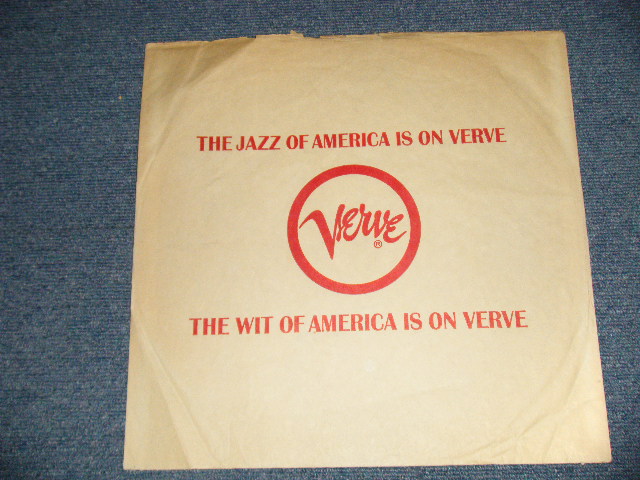 THE JAZZ OF AMERICA IS ON VERVE
Verve®
THE WIT OF AMERICA IS ON VERVE